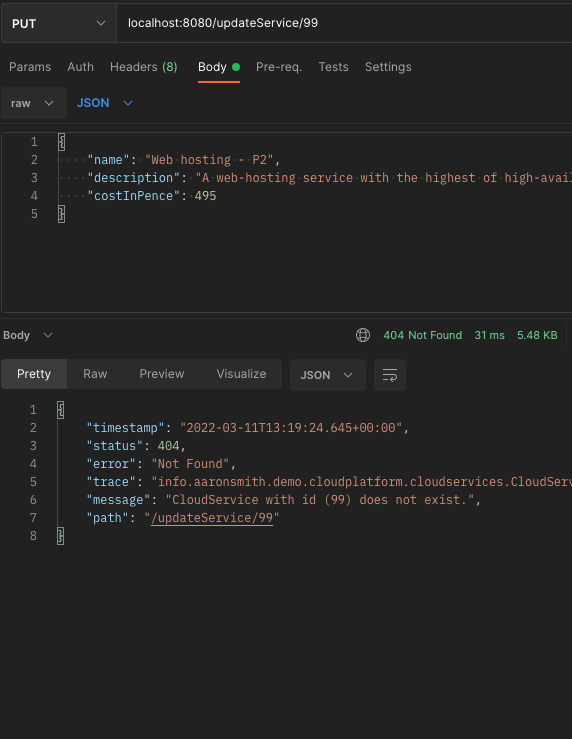 PUT localhost:8080/updateService/99
Params Auth Headers (8) Body Pre-req. Tests Settings
raw JSON
1 {
2 "name": "Web hosting - P2",
3 "description": "A web-hosting service with the highest of high-avail
4 "costInPence": 495
5 }
Body 404 Not Found 31 ms 5.48 KB
Pretty Raw Preview Visualize JSON
1 {
2 "timestamp": "2022-03-11T13:19:24.645+00:00",
3 "status": 404,
4 "error": "Not Found",
5 "trace": "info.aaronsmith.demo.cloudplatform.cloudservices.CloudServ
6 "message": "CloudService with id (99) does not exist.",
7 "path": "/updateService/99"
8 }